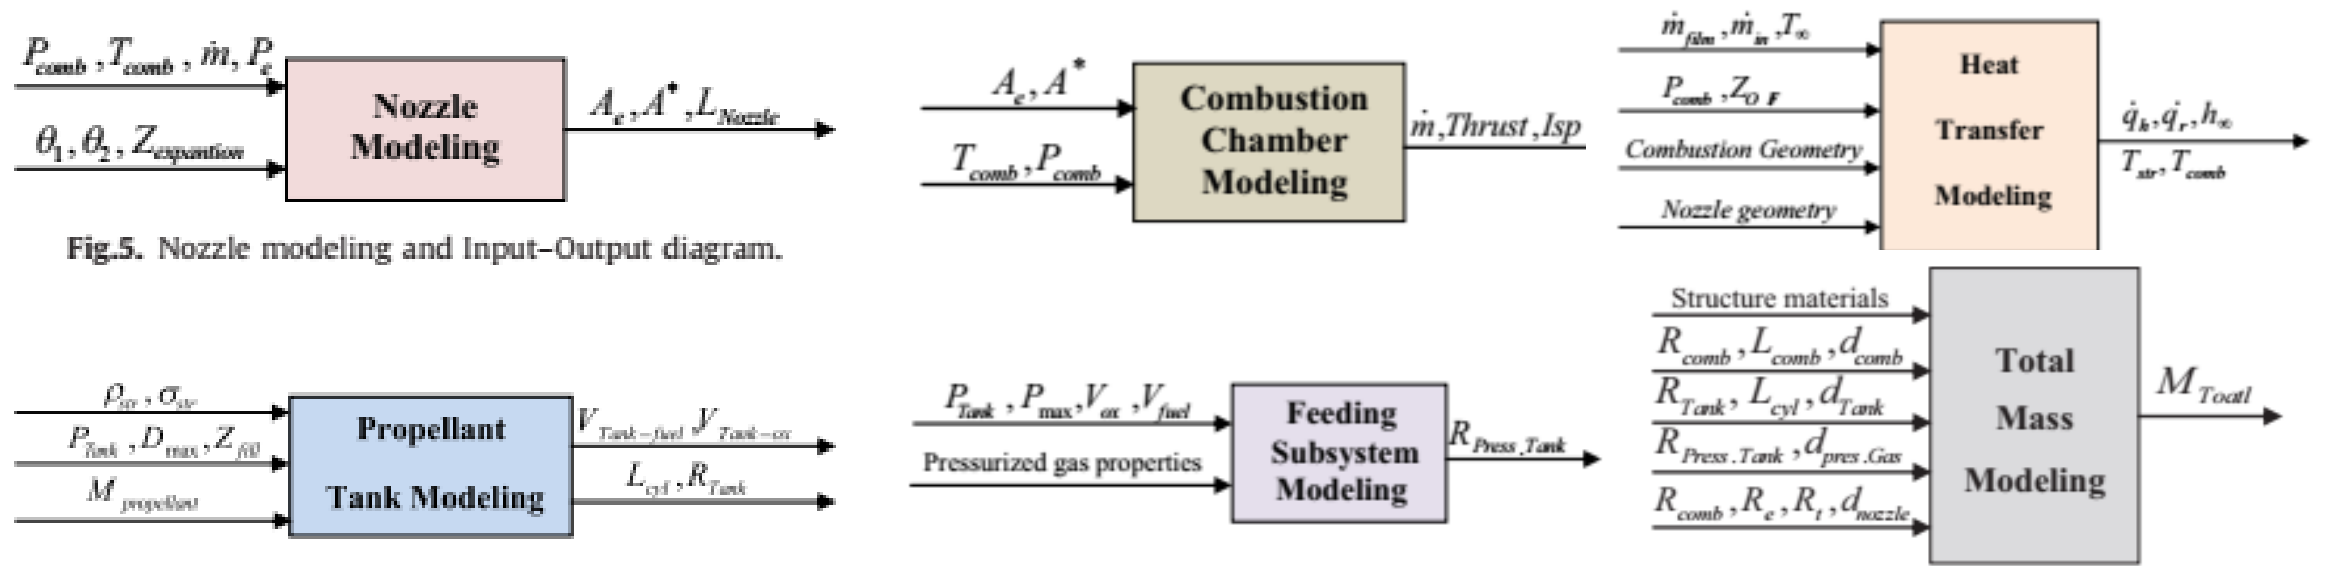 P_comb , T_comb , ṁ, P_e
θ_1, θ_2, Z_expantion
Nozzle
Modeling
A_e , A^* , L_Nozzle
Fig.5. Nozzle modeling and Input–Output diagram.
A_e, A^*
T_comb , P_comb
Combustion
Chamber
Modeling
ṁ ,Thrust ,Isp
ṁ_film , ṁ_in , T_∞
P_comb , Z_O F
Combustion Geometry
Nozzle geometry
Heat
Transfer
Modeling
q̇_h , q̇_r , h_∞
T_str , T_comb
ρ_str , σ_str
P_Tank , D_max , Z_fill
M_propellant
Propellant
Tank Modeling
V_Tank-fuel , V_Tank-ox
L_cyl , R_Tank
P_Tank , P_max , V_ox , V_fuel
Pressurized gas properties
Feeding
Subsystem
Modeling
R_Press .Tank
Structure materials
R_comb , L_comb , d_comb
R_Tank , L_cyl , d_Tank
R_Press .Tank , d_pres .Gas
R_comb , R_e , R_t , d_nozzle
Total
Mass
Modeling
M_Toatl